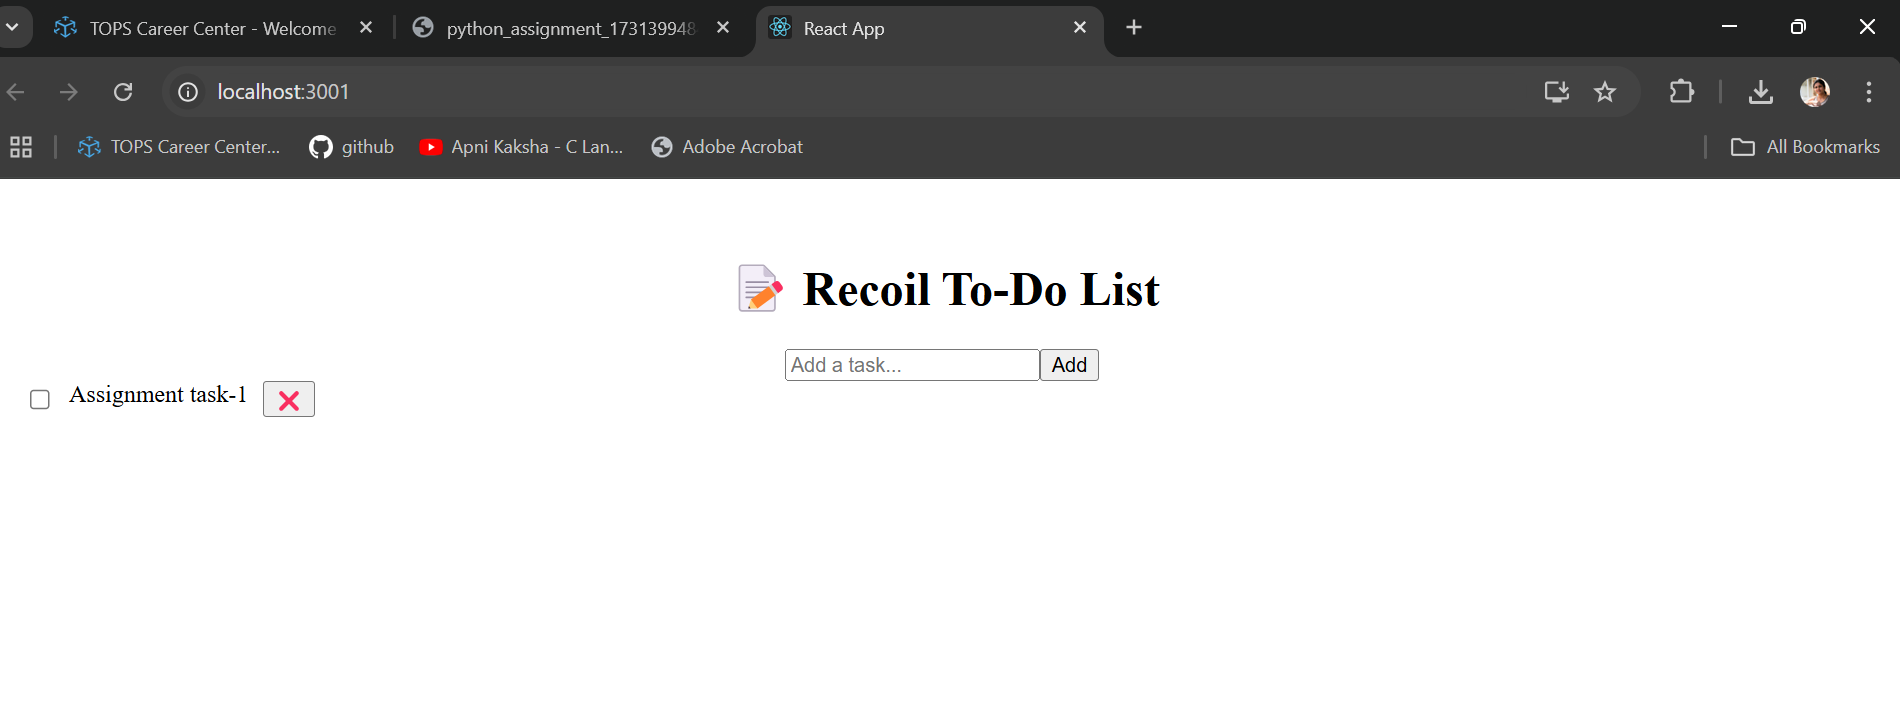 TOPS Career Center - Welcome
python_assignment_173139948
React App
localhost:3001
TOPS Career Center...
github
Apni Kaksha - C Lan...
Adobe Acrobat
All Bookmarks
Recoil To-Do List
Add a task...
Add
Assignment task-1